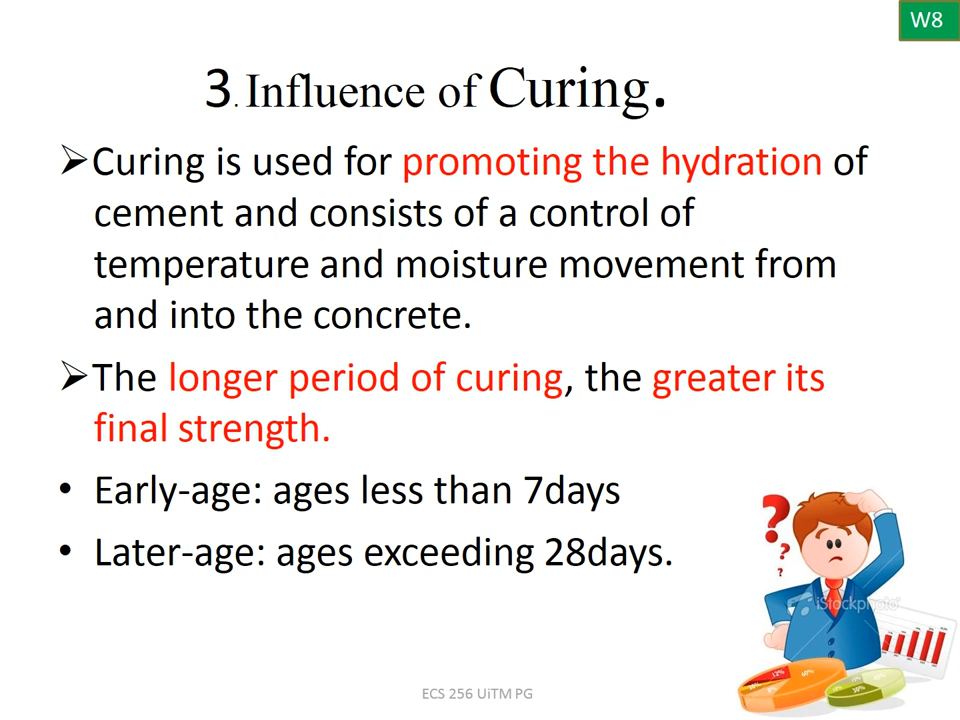 W8
3. Influence of Curing.
➢Curing is used for promoting the hydration of
cement and consists of a control of
temperature and moisture movement from
and into the concrete.
➢The longer period of curing, the greater its
final strength.
• Early-age: ages less than 7days
• Later-age: ages exceeding 28days.
iStockphoto
ECS 256 UiTM PG